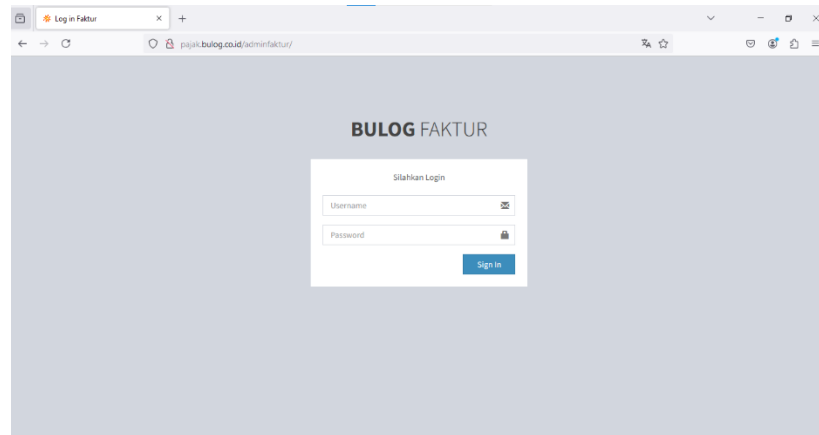 Log in Faktur
pajak.bulog.co.id/adminfaktur/
BULOG FAKTUR
Silahkan Login
Username
Password
Sign In